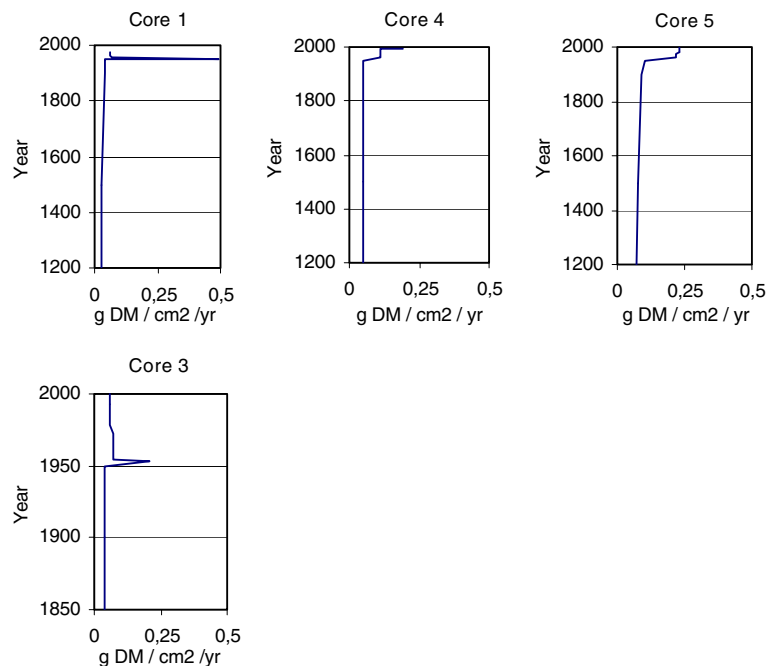 Core 1
2000
1800
1600
1400
1200
Year
0 0,25 0,5
g DM / cm2 /yr
Core 4
2000
1800
1600
1400
1200
Year
0 0,25 0,5
g DM / cm2 / yr
Core 5
2000
1800
1600
1400
1200
Year
0 0,25 0,5
g DM / cm2 / yr
Core 3
2000
1950
1900
1850
Year
0 0,25 0,5
g DM / cm2 /yr